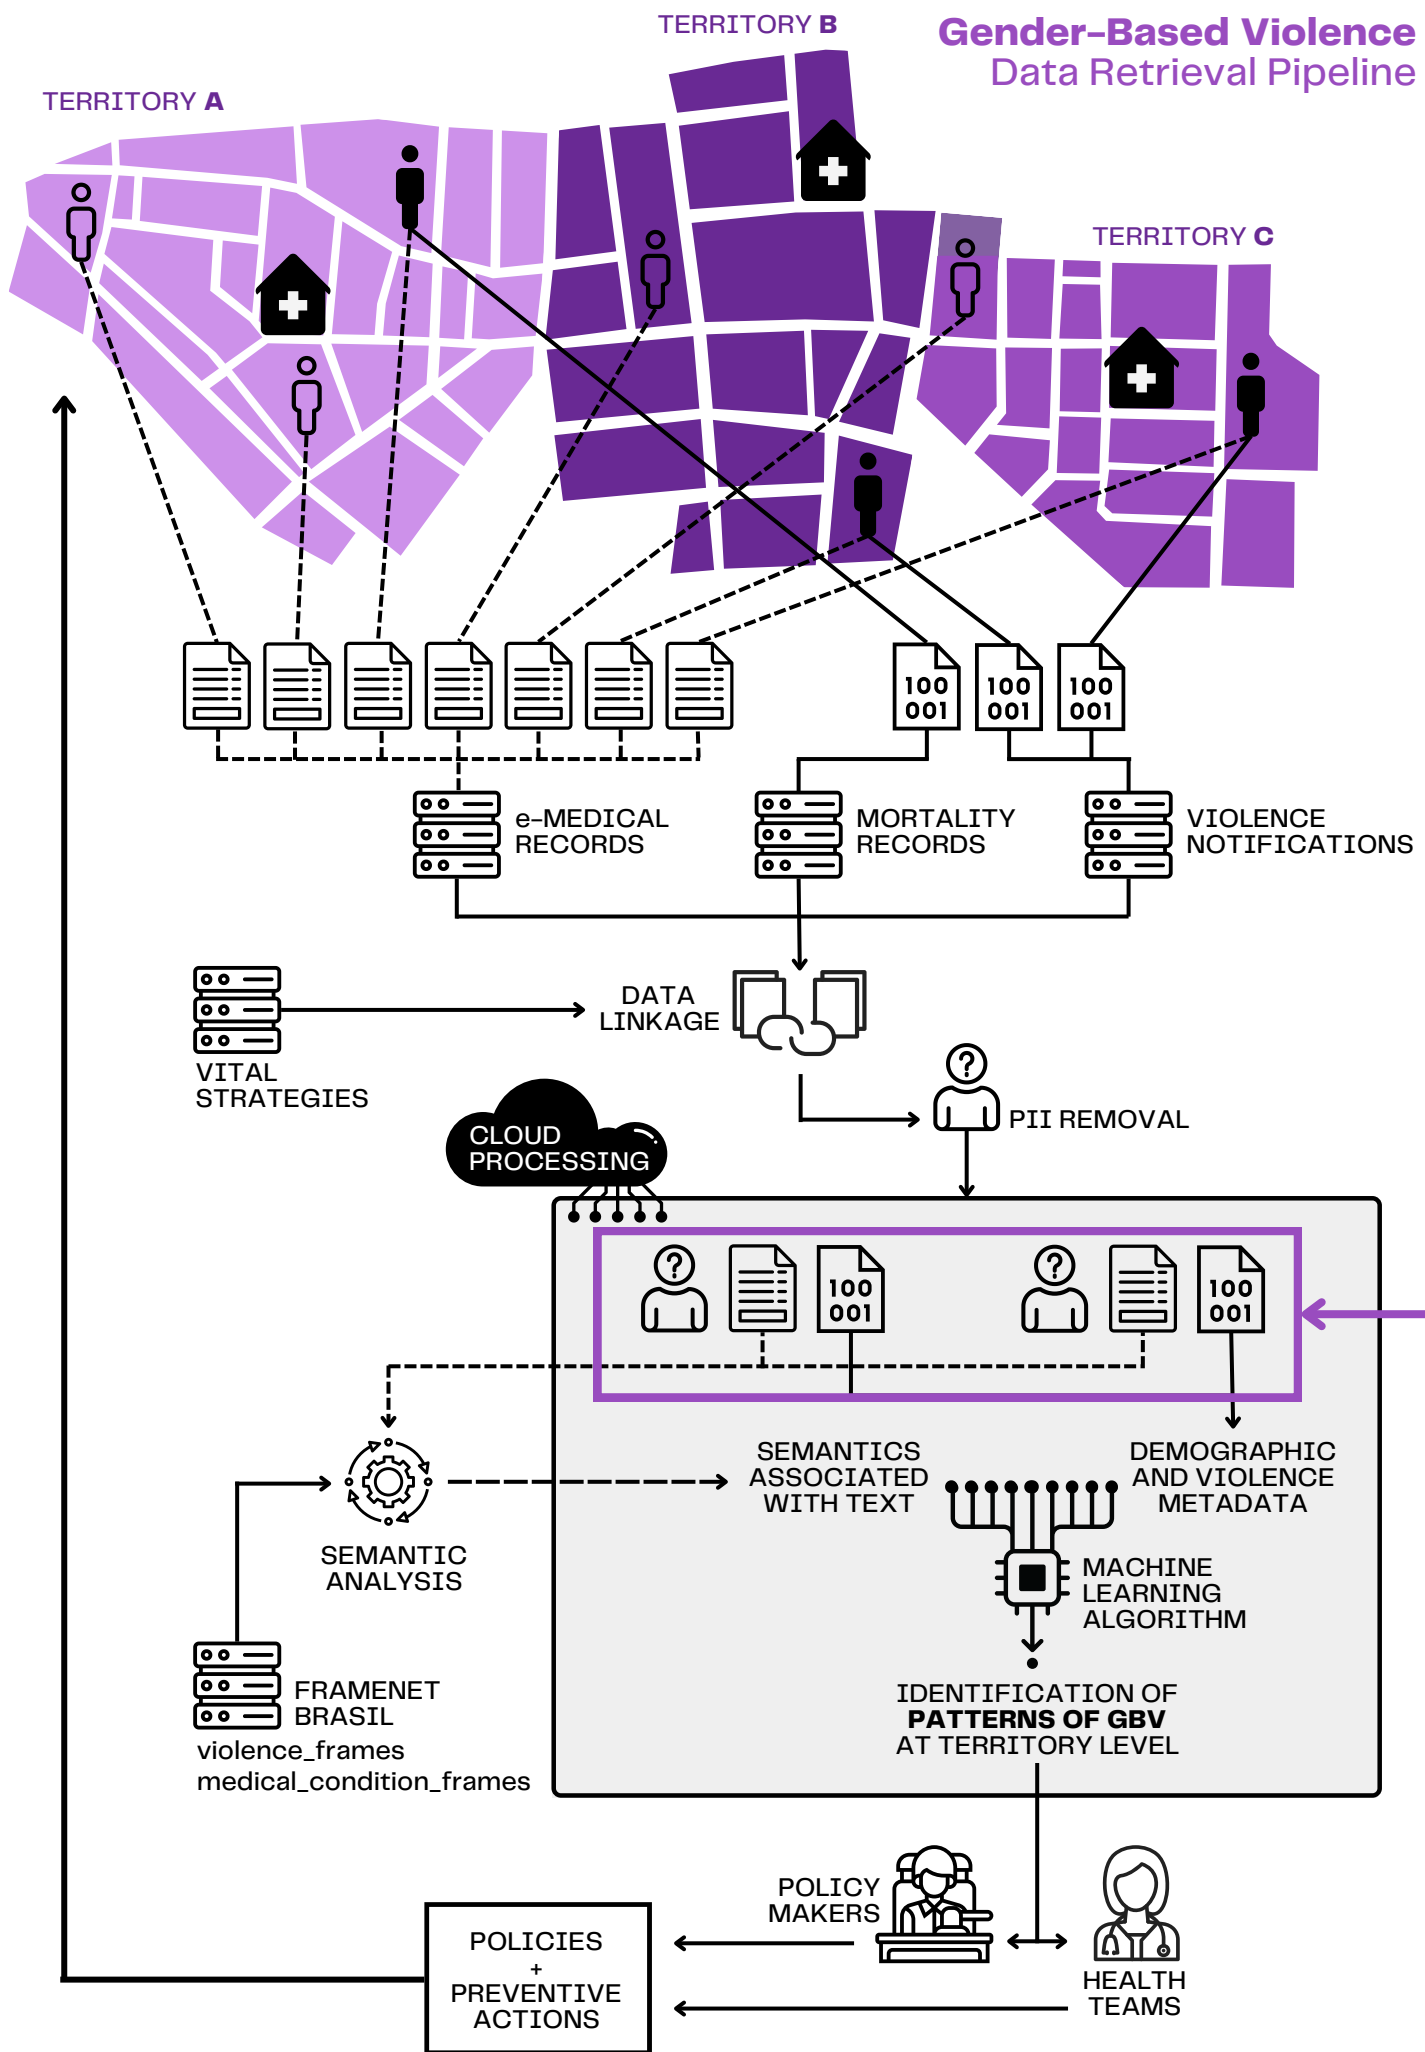 TERRITORY B
Gender-Based Violence
Data Retrieval Pipeline
TERRITORY A
TERRITORY C
100
001
100
001
100
001
e-MEDICAL
RECORDS
MORTALITY
RECORDS
VIOLENCE
NOTIFICATIONS
DATA
LINKAGE
VITAL
STRATEGIES
?
PII REMOVAL
CLOUD
PROCESSING
?
100
001
?
100
001
SEMANTICS
ASSOCIATED
WITH TEXT
DEMOGRAPHIC
AND VIOLENCE
METADATA
SEMANTIC
ANALYSIS
MACHINE
LEARNING
ALGORITHM
FRAMENET
BRASIL
violence_frames
medical_condition_frames
IDENTIFICATION OF
PATTERNS OF GBV
AT TERRITORY LEVEL
POLICY
MAKERS
HEALTH
TEAMS
POLICIES
+
PREVENTIVE
ACTIONS